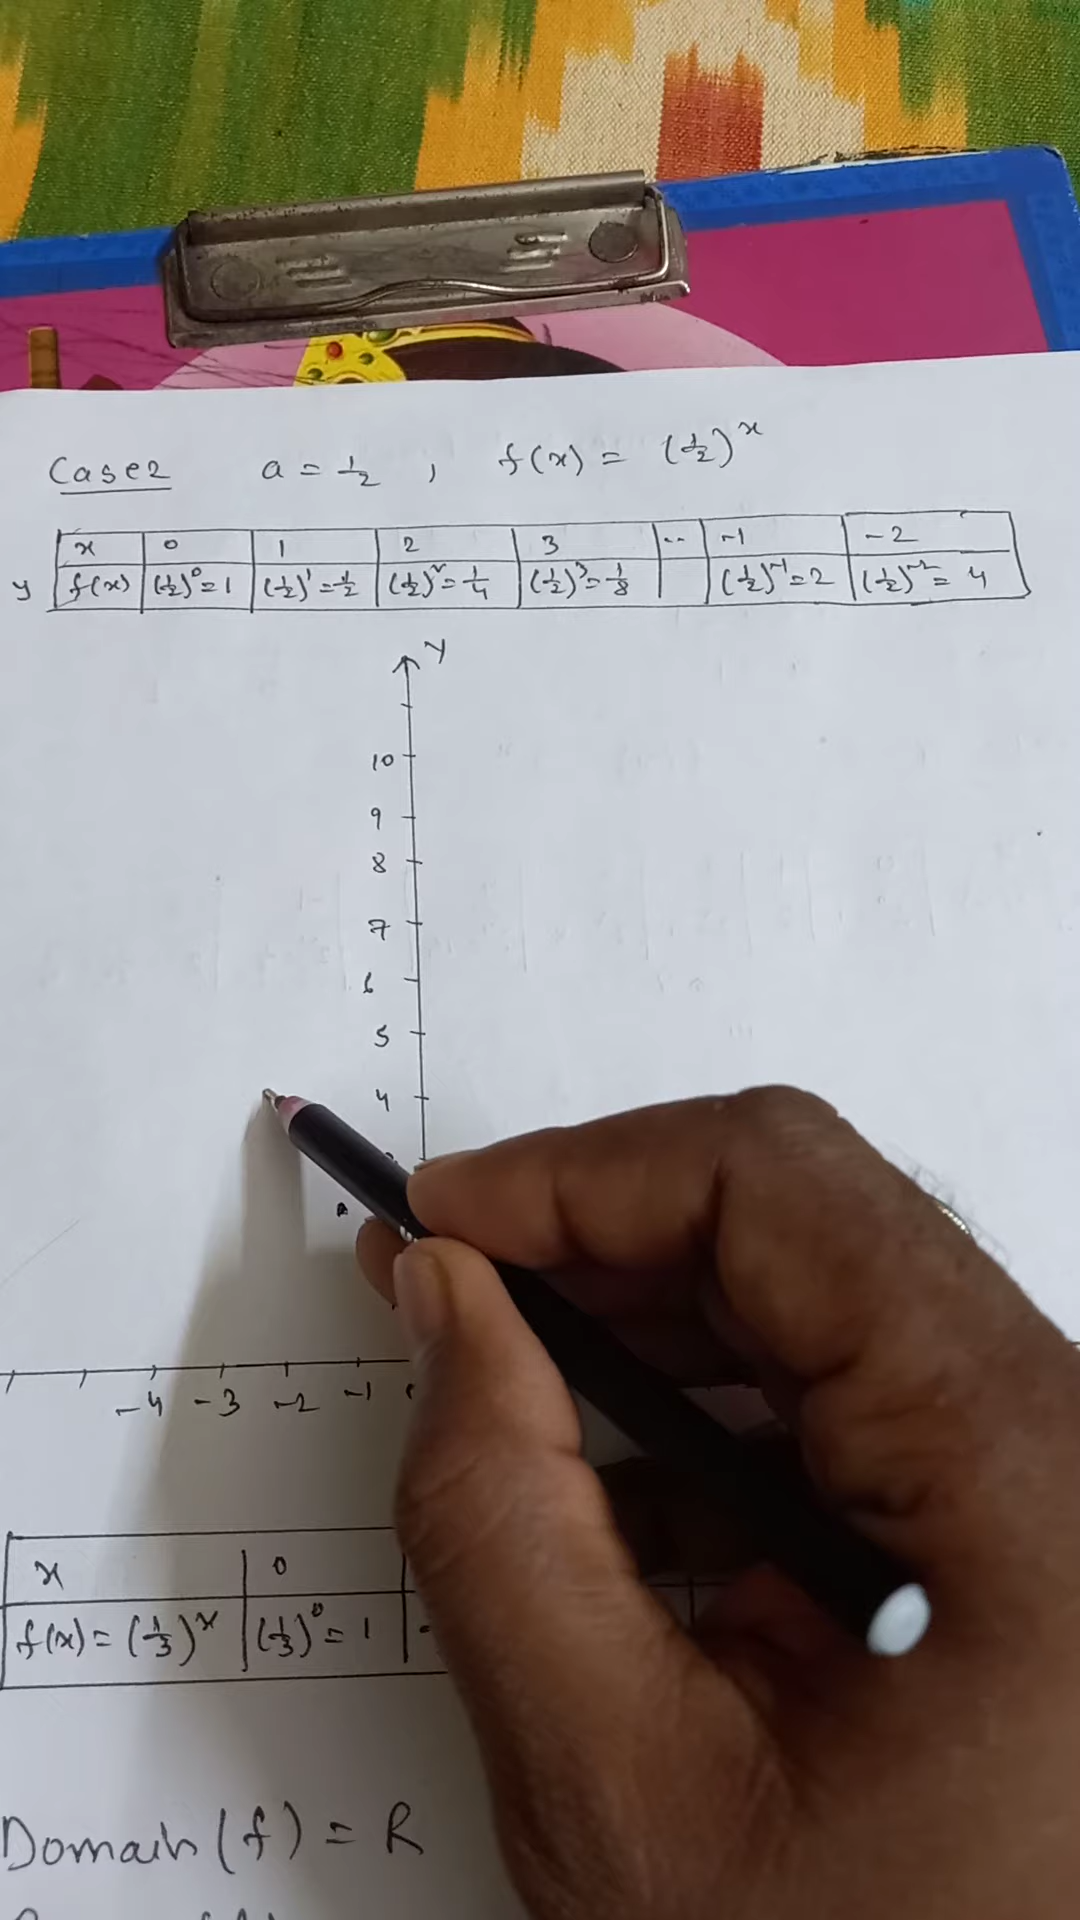 Case2 a = 1/2 , f(x) = (1/2)^x
x 0 1 2 3 .. -1 -2
y f(x) (1/2)^0=1 (1/2)^1=1/2 (1/2)^2=1/4 (1/2)^3=1/8 (1/2)^-1=2 (1/2)^-2= 4
y
10
9
8
7
6
5
4
-4 -3 -2 -1
x 0
f(x)= (1/3)^x (1/3)^0= 1
Domain(f) = R